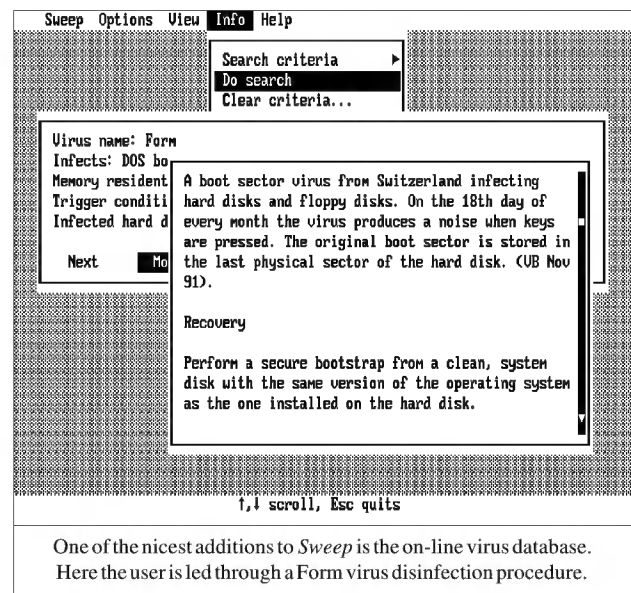 Sweep Options View Info Help
Search criteria
Do search
Clear criteria...
Virus name: Form
Infects: DOS bo
Memory resident
Trigger conditi
Infected hard d
Next Mo
A boot sector virus from Switzerland infecting
hard disks and floppy disks. On the 18th day of
every month the virus produces a noise when keys
are pressed. The original boot sector is stored in
the last physical sector of the hard disk. (VB Nov
91).
Recovery
Perform a secure bootstrap from a clean, system
disk with the same version of the operating system
as the one installed on the hard disk.
↑,↓ scroll, Esc quits
One of the nicest additions to Sweep is the on-line virus database.
Here the user is led through a Form virus disinfection procedure.